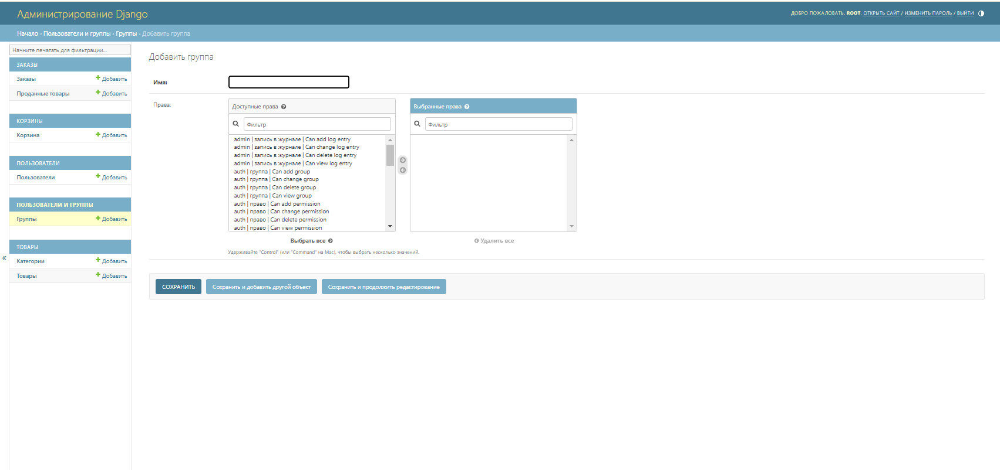 Администрирование Django
ДОБРО ПОЖАЛОВАТЬ, ROOT. ОТКРЫТЬ САЙТ / ИЗМЕНИТЬ ПАРОЛЬ / ВЫЙТИ
Начало › Пользователи и группы › Группы › Добавить группа
Начните печатать для фильтрации...
ЗАКАЗЫ
Заказы + Добавить
Проданные товары + Добавить
КОРЗИНЫ
Корзина + Добавить
ПОЛЬЗОВАТЕЛИ
Пользователи + Добавить
ПОЛЬЗОВАТЕЛИ И ГРУППЫ
Группы + Добавить
ТОВАРЫ
Категории + Добавить
Товары + Добавить
«
Добавить группа
Имя:
Права:
Доступные права ?
Фильтр
admin | запись в журнале | Can add log entry
admin | запись в журнале | Can change log entry
admin | запись в журнале | Can delete log entry
admin | запись в журнале | Can view log entry
auth | группа | Can add group
auth | группа | Can change group
auth | группа | Can delete group
auth | группа | Can view group
auth | право | Can add permission
auth | право | Can change permission
auth | право | Can delete permission
auth | право | Can view permission
Выбрать все
Выбранные права ?
Фильтр
Удалить все
Удерживайте "Control" (или "Command" на Mac), чтобы выбрать несколько значений.
СОХРАНИТЬ
Сохранить и добавить другой объект
Сохранить и продолжить редактирование